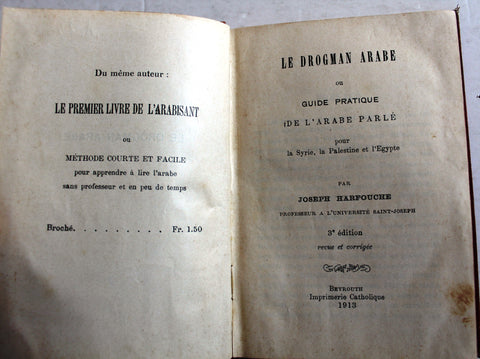 Du même auteur :
LE PREMIER LIVRE DE L'ARABISANT
ou
MÉTHODE COURTE ET FACILE
pour apprendre à lire l'arabe
sans professeur et en peu de temps
Broché. . . . . . . . . Fr. 1.50
LE DROGMAN ARABE
OU
GUIDE PRATIQUE
DE L'ARABE PARLÉ
pour
la Syrie, la Palestine et l'Egypte
PAR
JOSEPH HARFOUCHE
PROFESSEUR A L'UNIVERSITÉ SAINT-JOSEPH
3e édition
revue et corrigée
BEYROUTH
Imprimerie Catholique
1913